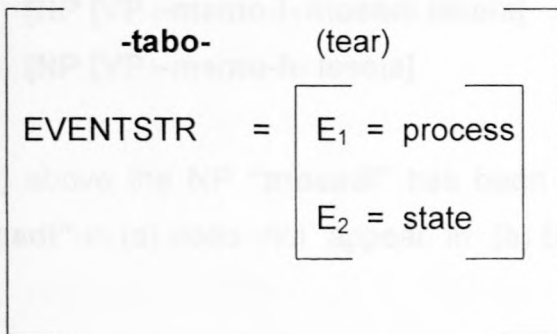 -tabo- (tear)
EVENTSTR = E₁ = process
E₂ = state